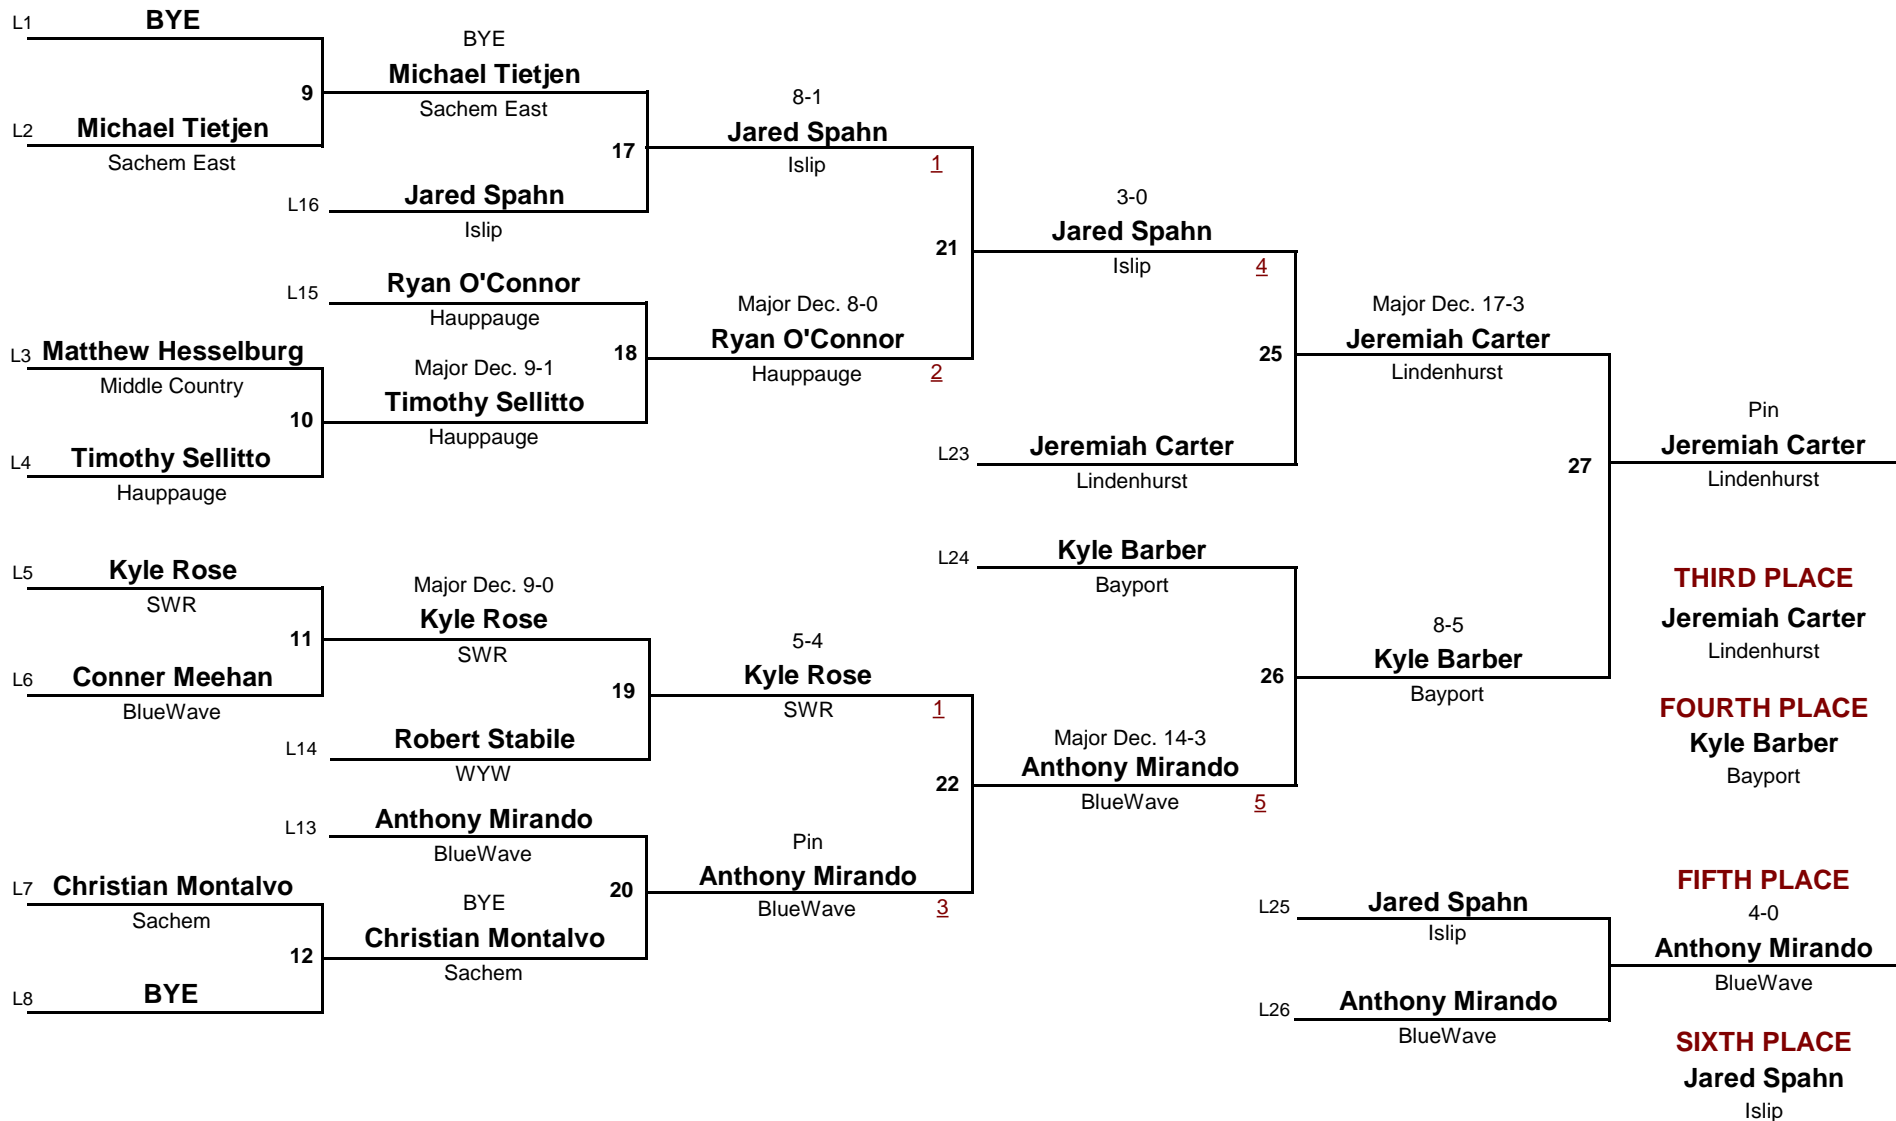 L1
BYE
9
L2
Michael Tietjen
Sachem East
BYE
Michael Tietjen
Sachem East
17
L16
Jared Spahn
Islip
8-1
Jared Spahn
Islip
1
21
L15
Ryan O'Connor
Hauppauge
18
L3
Matthew Hesselburg
Middle Country
10
L4
Timothy Sellitto
Hauppauge
Major Dec. 9-1
Timothy Sellitto
Hauppauge
Major Dec. 8-0
Ryan O'Connor
Hauppauge
2
3-0
Jared Spahn
Islip
4
25
L23
Jeremiah Carter
Lindenhurst
Major Dec. 17-3
Jeremiah Carter
Lindenhurst
27
Pin
Jeremiah Carter
Lindenhurst
L5
Kyle Rose
SWR
11
L6
Conner Meehan
BlueWave
Major Dec. 9-0
Kyle Rose
SWR
19
L14
Robert Stabile
WYW
5-4
Kyle Rose
SWR
1
22
L13
Anthony Mirando
BlueWave
20
L7
Christian Montalvo
Sachem
12
L8
BYE
BYE
Christian Montalvo
Sachem
Pin
Anthony Mirando
BlueWave
3
L24
Kyle Barber
Bayport
26
Major Dec. 14-3
Anthony Mirando
BlueWave
5
8-5
Kyle Barber
Bayport
THIRD PLACE
Jeremiah Carter
Lindenhurst
FOURTH PLACE
Kyle Barber
Bayport
L25
Jared Spahn
Islip
L26
Anthony Mirando
BlueWave
FIFTH PLACE
4-0
Anthony Mirando
BlueWave
SIXTH PLACE
Jared Spahn
Islip